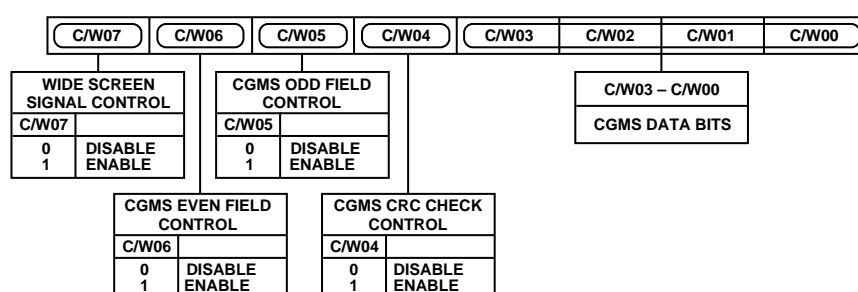 C/W07 C/W06 C/W05 C/W04 C/W03 C/W02 C/W01 C/W00
WIDE SCREEN
SIGNAL CONTROL
C/W07
0 DISABLE
1 ENABLE
CGMS ODD FIELD
CONTROL
C/W05
0 DISABLE
1 ENABLE
C/W03 – C/W00
CGMS DATA BITS
CGMS EVEN FIELD
CONTROL
C/W06
0 DISABLE
1 ENABLE
CGMS CRC CHECK
CONTROL
C/W04
0 DISABLE
1 ENABLE